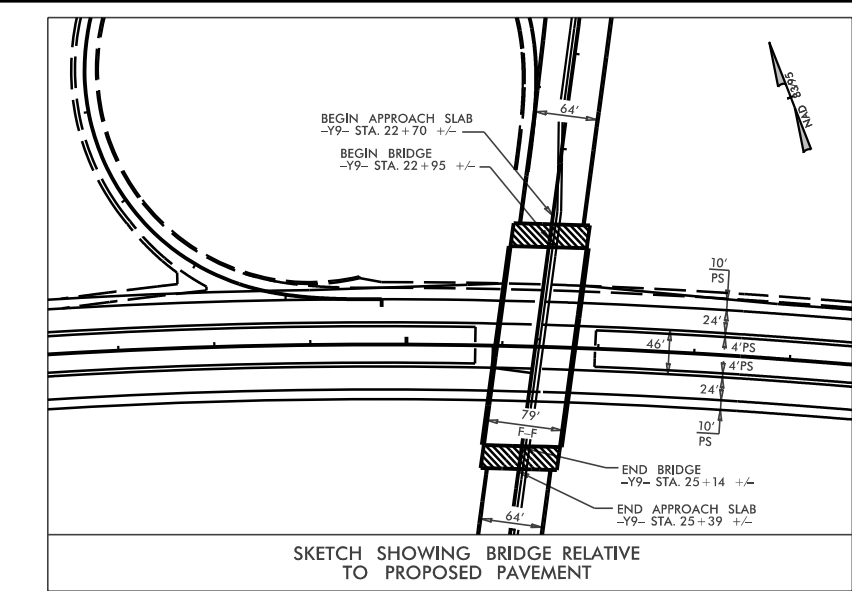 64'
NAD 83/95
BEGIN APPROACH SLAB
-Y9- STA. 22+70 +/-
BEGIN BRIDGE
-Y9- STA. 22+95 +/-
10'
PS
24'
46'
4'PS
4'PS
24'
10'
PS
79'
F-F
END BRIDGE
-Y9- STA. 25+14 +/-
END APPROACH SLAB
-Y9- STA. 25+39 +/-
64'
SKETCH SHOWING BRIDGE RELATIVE
TO PROPOSED PAVEMENT